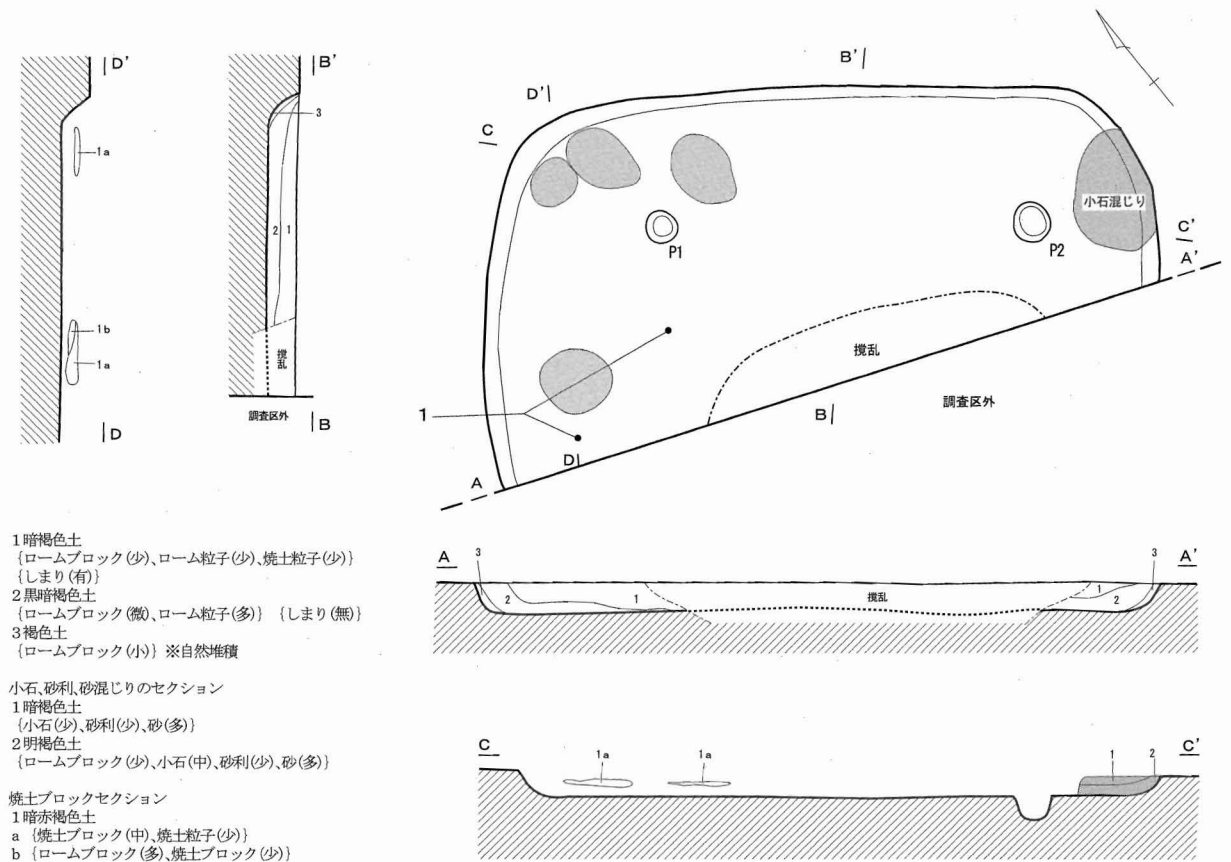 D'
B'
3
1a
2
1
1b
1a
撹乱
調査区外
D
B
B'
D'
C
小石混じり
C'
P1
P2
A'
撹乱
1
B
調査区外
D
A
1暗褐色土
{ロームブロック(少)、ローム粒子(少)、焼土粒子(少)}
{しまり(有)}
2黒暗褐色土
{ロームブロック(微)、ローム粒子(多)} {しまり(無)}
3褐色土
{ロームブロック(小)} ※自然堆積
小石、砂利、砂混じりのセクション
1暗褐色土
{小石(少)、砂利(少)、砂(多)}
2明褐色土
{ロームブロック(少)、小石(中)、砂利(少)、砂(多)}
焼土ブロックセクション
1暗赤褐色土
a {焼土ブロック(中)、焼土粒子(少)}
b {ロームブロック(多)、焼土ブロック(少)}
A
3
3
A'
2
1
撹乱
1
2
C
1a
1a
1
2
C'